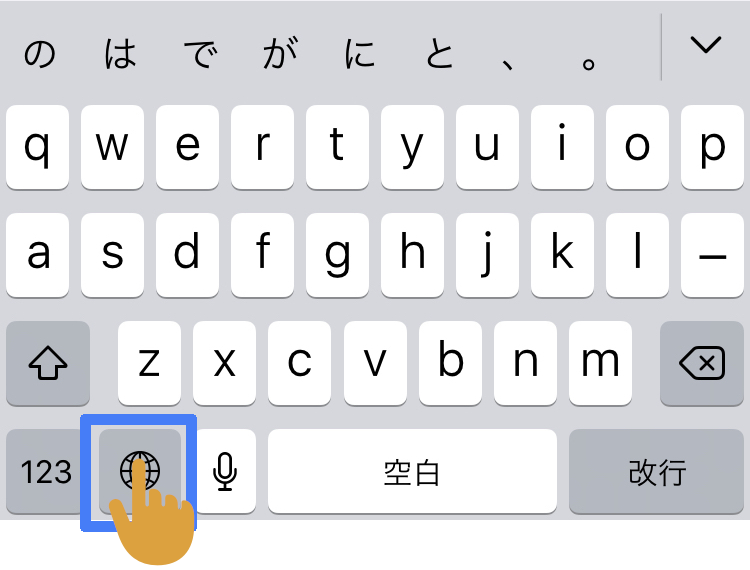 の は で が に と 、 。
q w e r t y u i o p
a s d f g h j k l ー
z x c v b n m
123 空白 改行